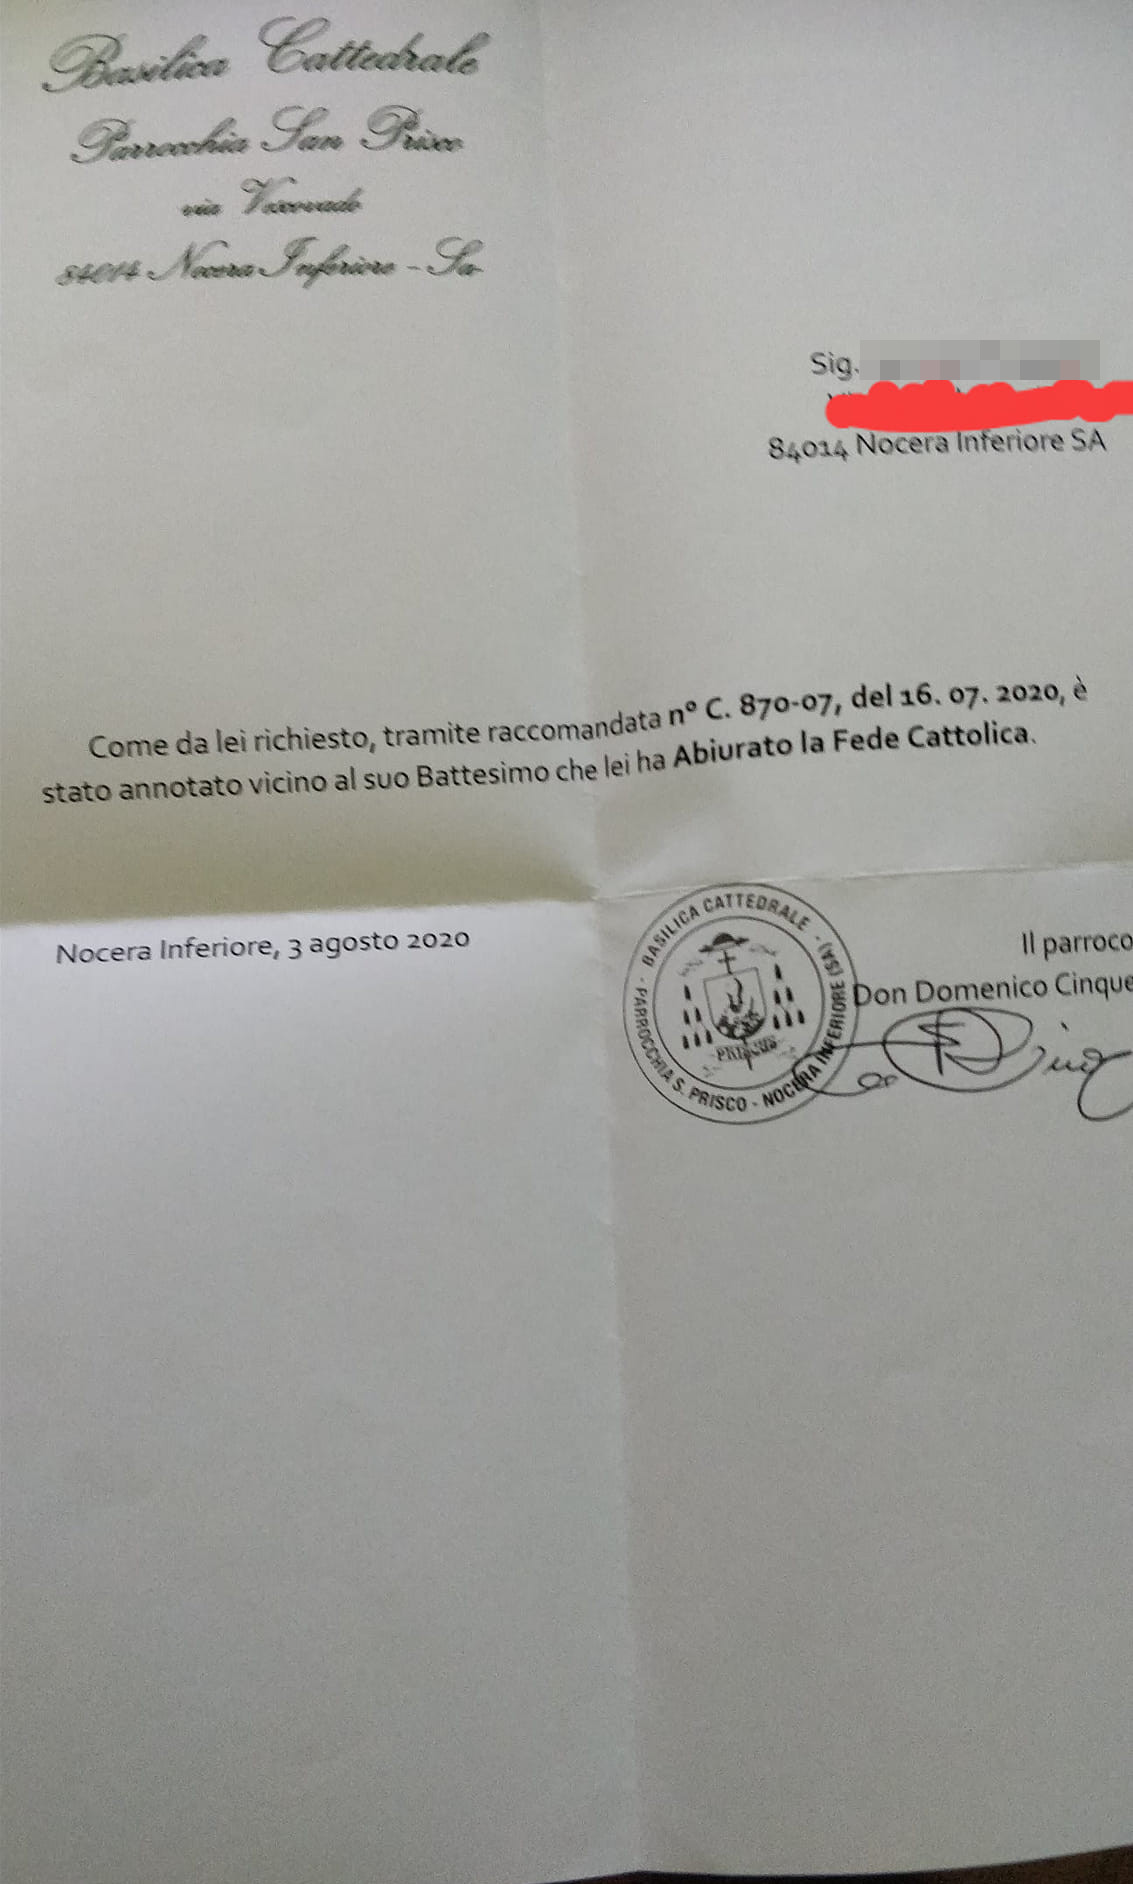 Basilica Cattedrale
Parrocchia San Prisco
via Vescovado
84014 Nocera Inferiore - Sa
Sig.
84014 Nocera Inferiore SA
Come da lei richiesto, tramite raccomandata n° C. 870-07, del 16. 07. 2020, è
stato annotato vicino al suo Battesimo che lei ha Abiurato la Fede Cattolica.
Nocera Inferiore, 3 agosto 2020
BASILICA CATTEDRALE - PARROCCHIA S. PRISCO - NOCERA INFERIORE (SA) -
PRISCUS
Il parroco
Don Domenico Cinque